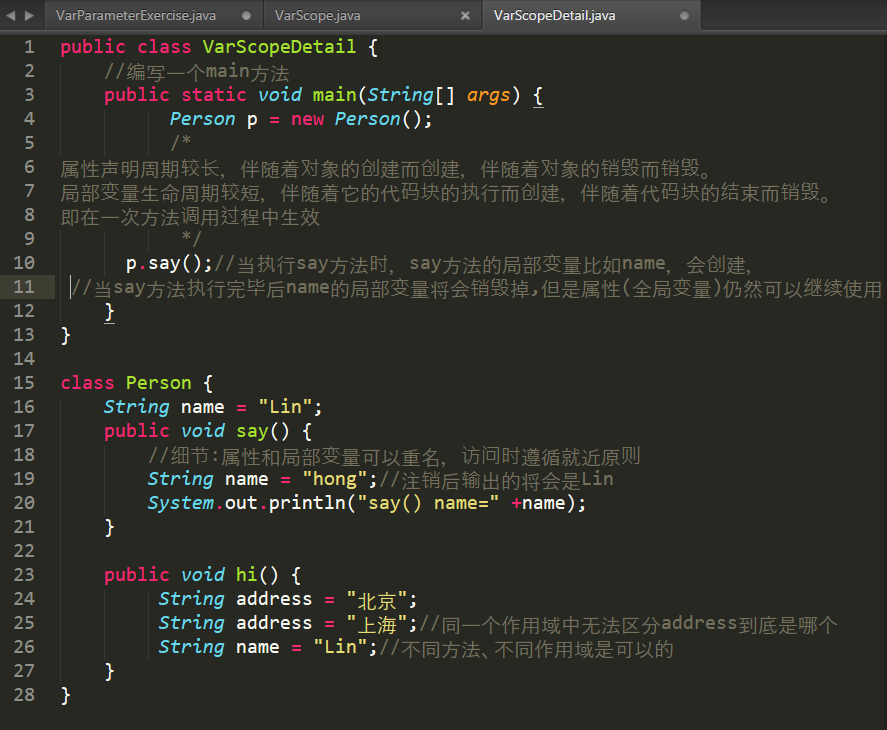 VarParameterExercise.java
VarScope.java
VarScopeDetail.java
1 public class VarScopeDetail {
2 //编写一个main方法
3 public static void main(String[] args) {
4 Person p = new Person();
5 /*
6 属性声明周期较长，伴随着对象的创建而创建，伴随着对象的销毁而销毁。
7 局部变量生命周期较短，伴随着它的代码块的执行而创建，伴随着代码块的结束而销毁。
8 即在一次方法调用过程中生效
9 */
10 p.say();//当执行say方法时，say方法的局部变量比如name，会创建，
11 //当say方法执行完毕后name的局部变量将会销毁掉,但是属性(全局变量)仍然可以继续使用
12 }
13 }
14
15 class Person {
16 String name = "Lin";
17 public void say() {
18 //细节:属性和局部变量可以重名，访问时遵循就近原则
19 String name = "hong";//注销后输出的将会是Lin
20 System.out.println("say() name=" +name);
21 }
22
23 public void hi() {
24 String address = "北京";
25 String address = "上海";//同一个作用域中无法区分address到底是哪个
26 String name = "Lin";//不同方法、不同作用域是可以的
27 }
28 }